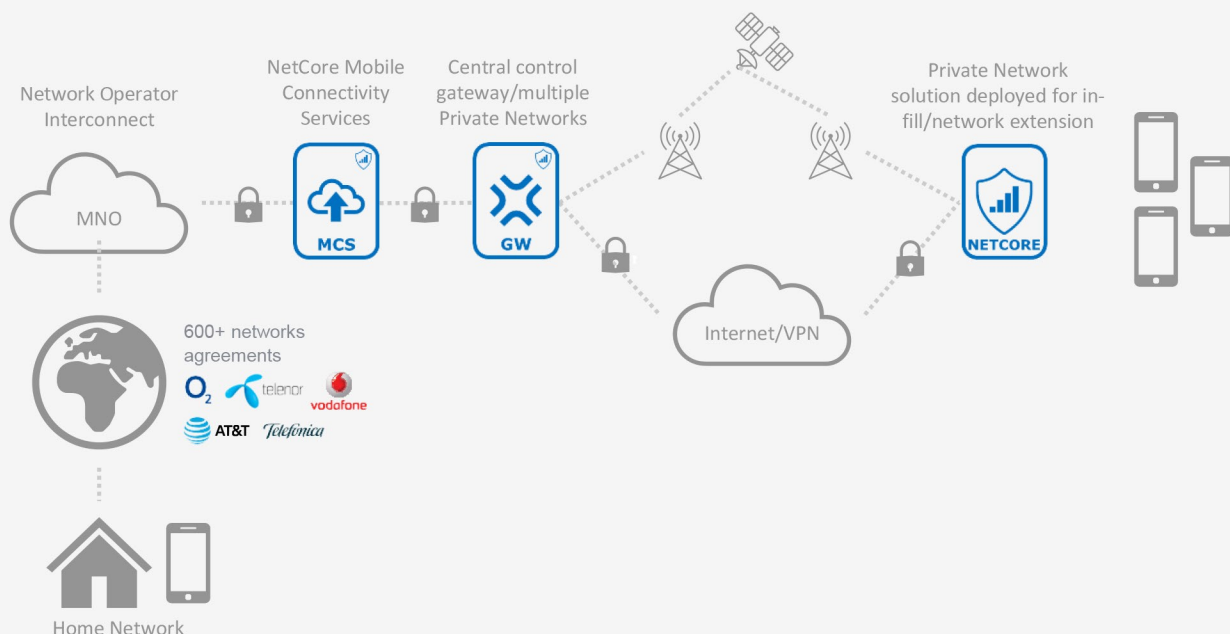 Network Operator
Interconnect
NetCore Mobile
Connectivity
Services
Central control
gateway/multiple
Private Networks
Private Network
solution deployed for in-
fill/network extension
MNO
MCS
GW
NETCORE
Internet/VPN
600+ networks
agreements
O2
telenor
vodafone
AT&T
Telefónica
Home Network